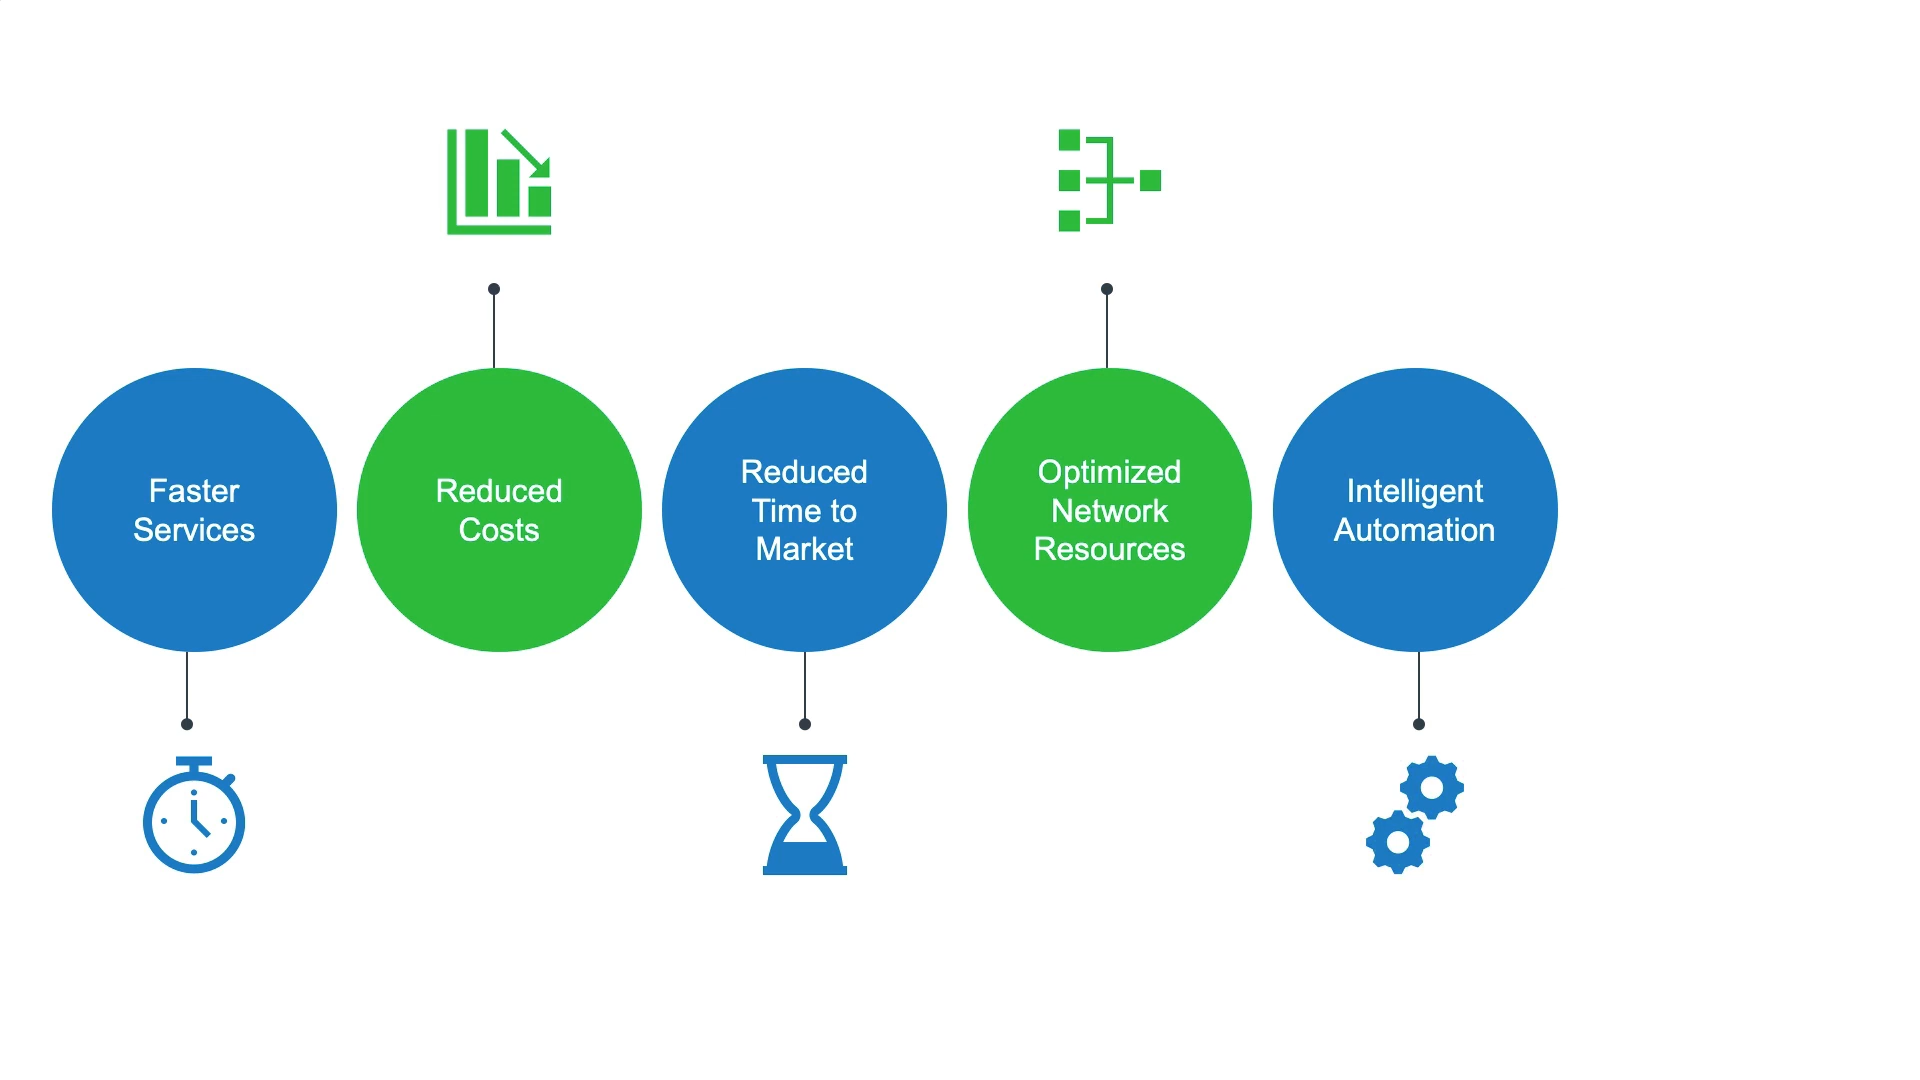 Faster
Services
Reduced
Costs
Reduced
Time to
Market
Optimized
Network
Resources
Intelligent
Automation